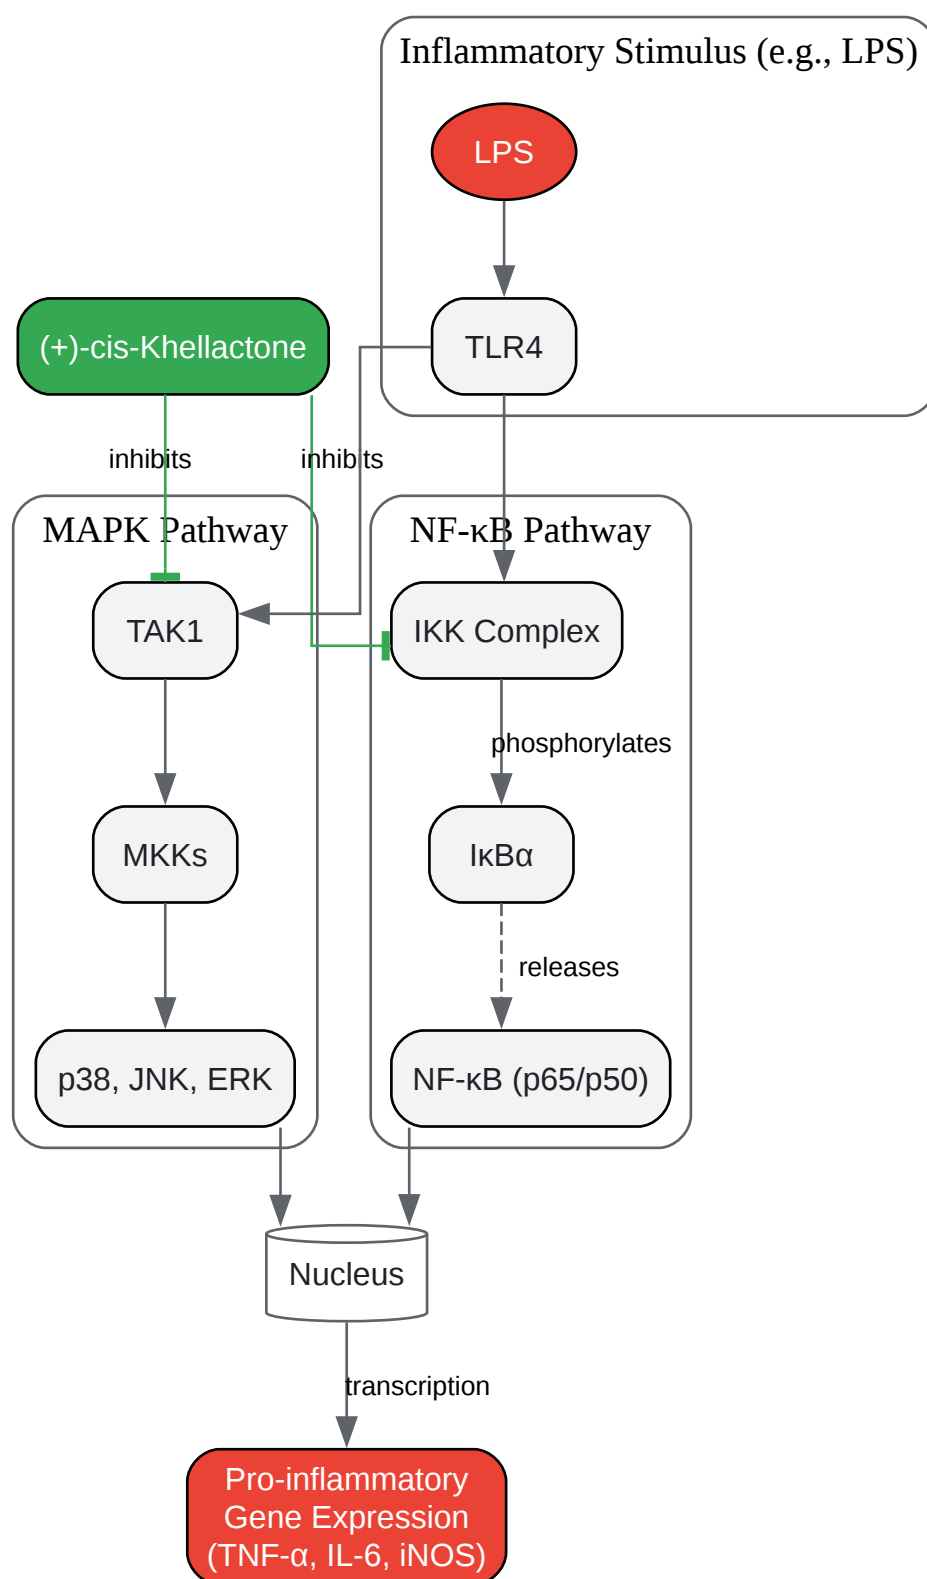 Inflammatory Stimulus (e.g., LPS)
LPS
(+)-cis-Khellactone
TLR4
inhibits
inhibits
MAPK Pathway
NF-κB Pathway
TAK1
IKK Complex
phosphorylates
MKKs
IκBα
releases
p38, JNK, ERK
NF-κB (p65/p50)
Nucleus
transcription
Pro-inflammatory
Gene Expression
(TNF-α, IL-6, iNOS)